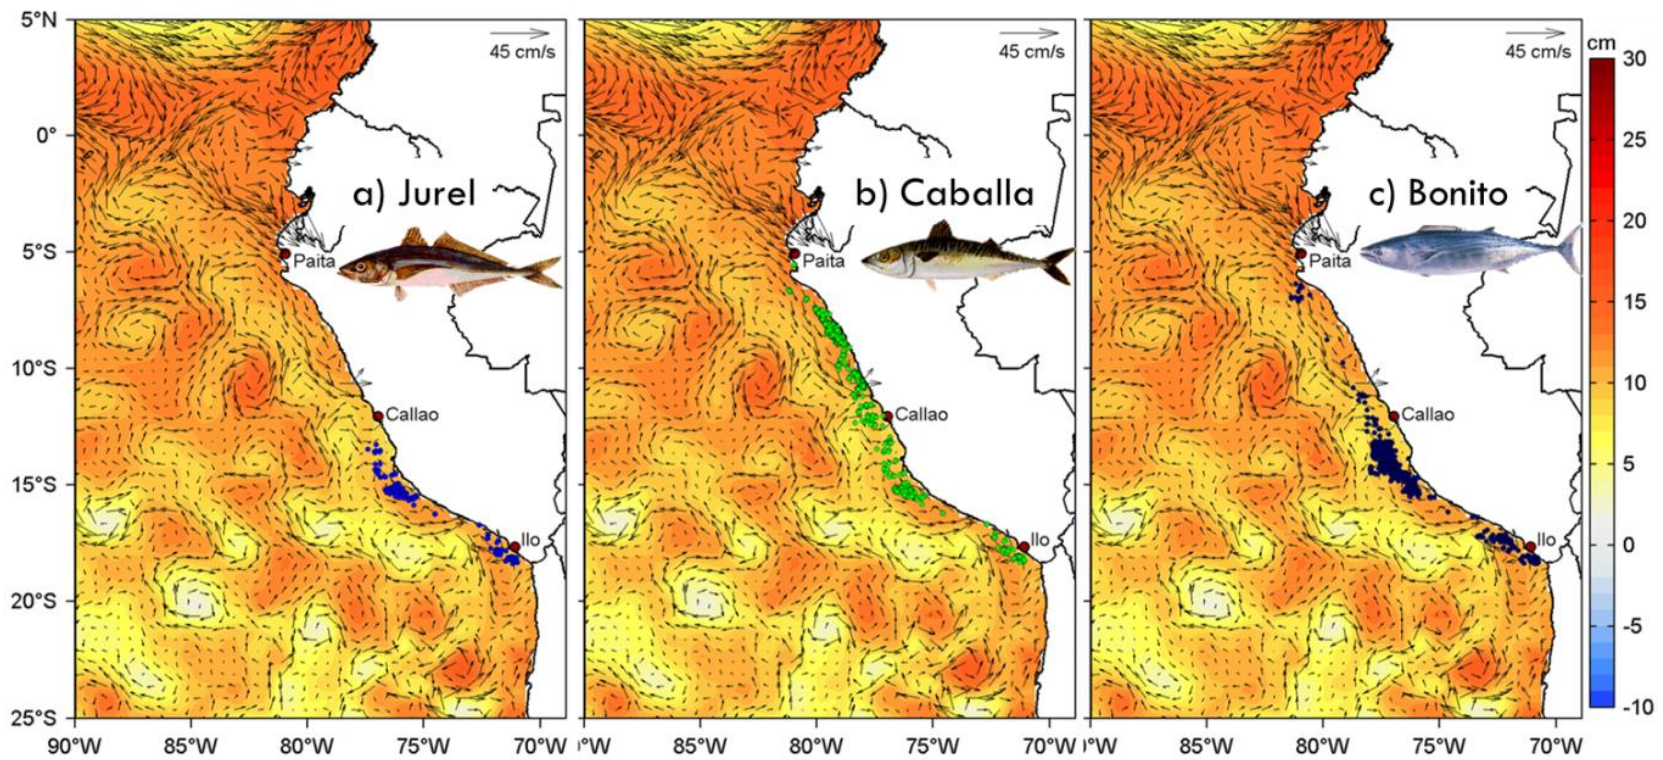 45 cm/s
45 cm/s
45 cm/s
cm
a) Jurel
b) Caballa
c) Bonito
Paita
Paita
Paita
Callao
Callao
Callao
Ilo
Ilo
Ilo
5°N
0°
5°S
10°S
15°S
20°S
25°S
90°W
85°W
80°W
75°W
70°W
°W
85°W
80°W
75°W
70°W
°W
85°W
80°W
75°W
70°W
30
25
20
15
10
5
0
-5
-10